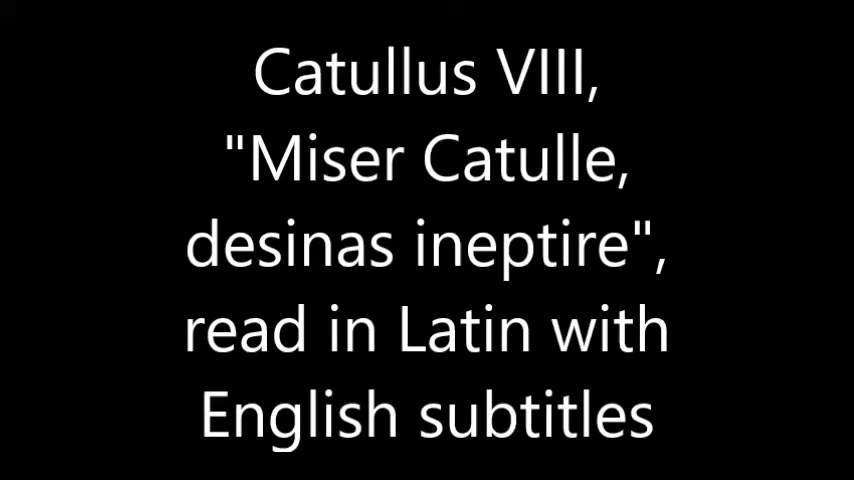 Catullus VIII,
"Miser Catulle,
desinas ineptire",
read in Latin with
English subtitles